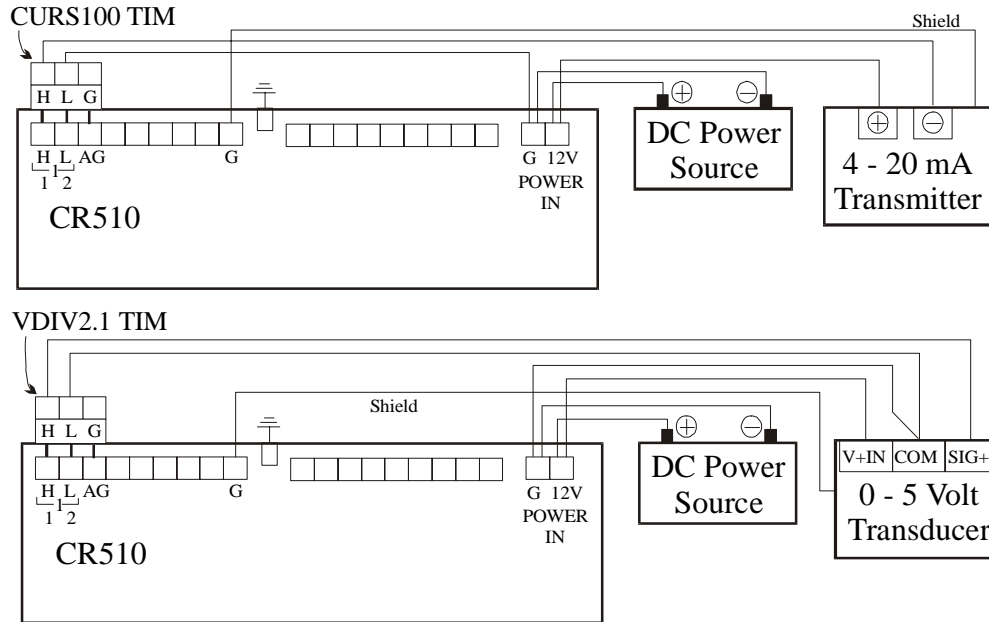 CURS100 TIM
Shield
H L G
H L AG G
1
1 2
G 12V
POWER
IN
CR510
DC Power
Source
4 - 20 mA
Transmitter
VDIV2.1 TIM
Shield
H L G
H L AG G
1
1 2
G 12V
POWER
IN
CR510
DC Power
Source
V+IN COM SIG+
0 - 5 Volt
Transducer